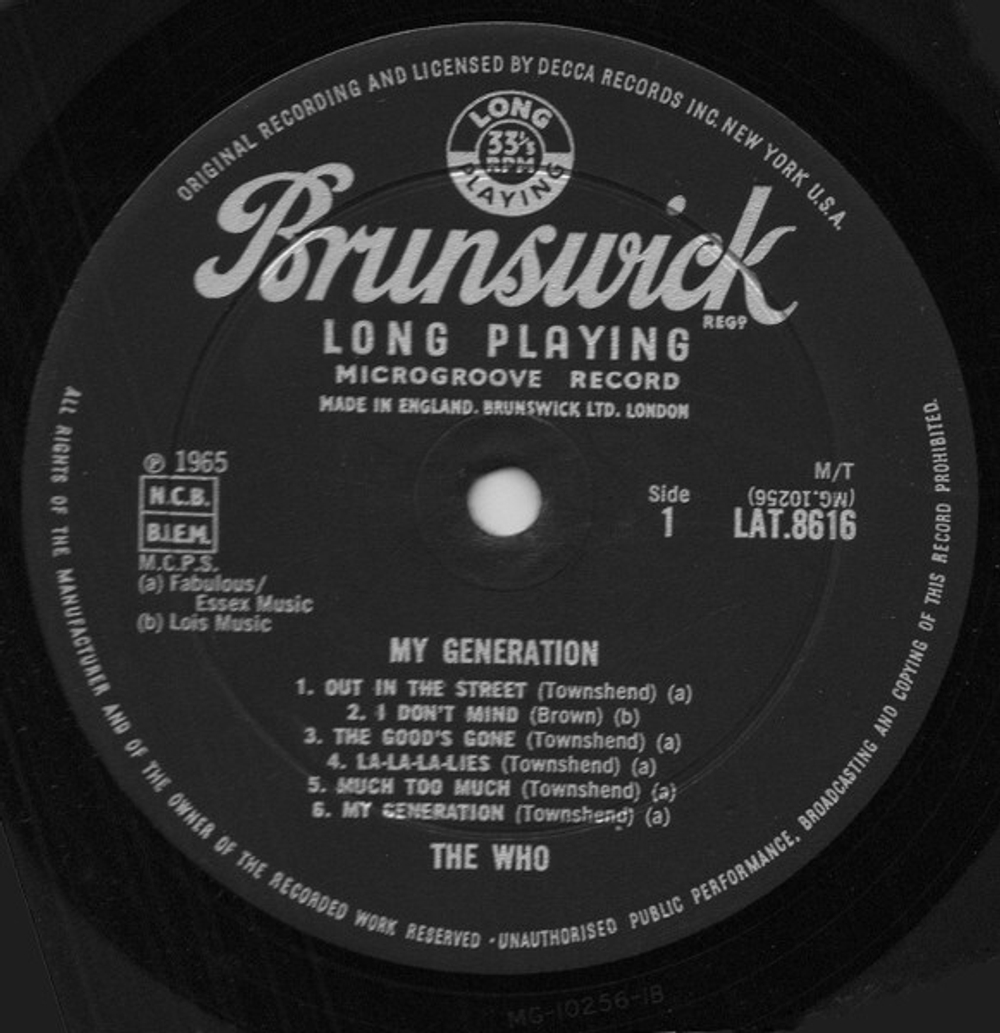 ORIGINAL RECORDING AND LICENSED BY DECCA RECORDS INC. NEW YORK U.S.A.
LONG
33⅓
RPM
PLAYING
Brunswick
REGD
LONG PLAYING
MICROGROOVE RECORD
MADE IN ENGLAND. BRUNSWICK LTD. LONDON
℗ 1965
N.C.B.
B.I.E.M.
M.C.P.S.
(a) Fabulous/
Essex Music
(b) Lois Music
Side
1
M/T
(MG.10256)
LAT.8616
MY GENERATION
1. OUT IN THE STREET (Townshend) (a)
2. I DON'T MIND (Brown) (b)
3. THE GOOD'S GONE (Townshend) (a)
4. LA-LA-LA-LIES (Townshend) (a)
5. MUCH TOO MUCH (Townshend) (a)
6. MY GENERATION (Townshend) (a)
THE WHO
ALL RIGHTS OF THE MANUFACTURER AND OF THE OWNER OF THE RECORDED WORK RESERVED · UNAUTHORISED PUBLIC PERFORMANCE, BROADCASTING AND COPYING OF THIS RECORD PROHIBITED.
MG-10256-1B